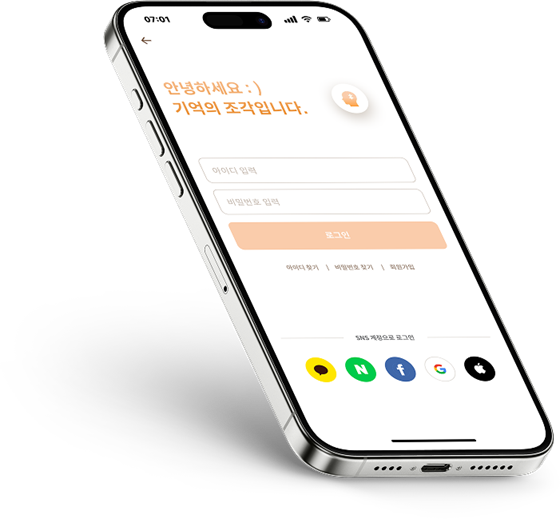 07:01
안녕하세요 : )
기억의 조각입니다.
아이디 입력
비밀번호 입력
로그인
아이디 찾기 | 비밀번호 찾기 | 회원가입
SNS 계정으로 로그인
N f G